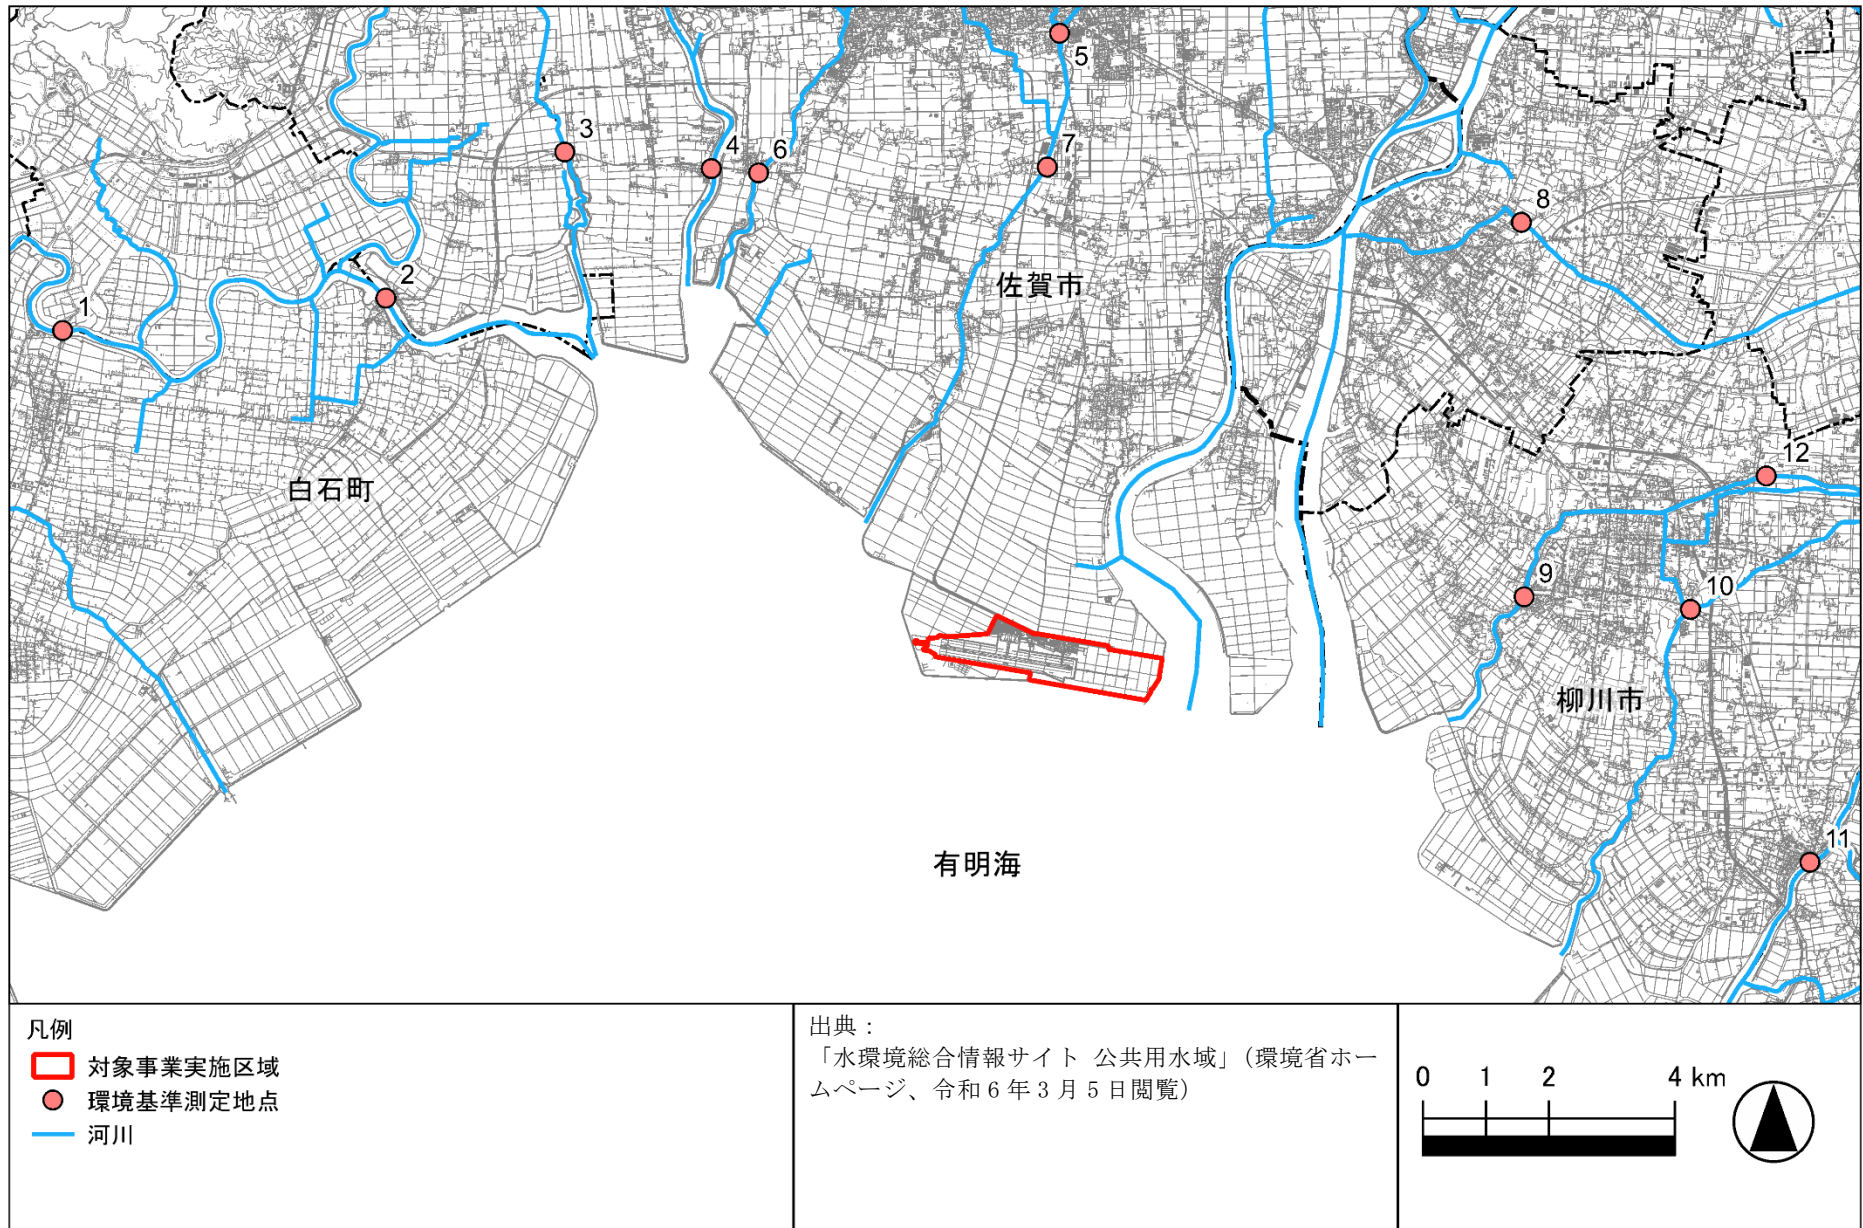 5
3
4
6
7
8
2
佐賀市
1
12
白石町
9
10
柳川市
11
有明海
凡例
対象事業実施区域
環境基準測定地点
河川
出典：
「水環境総合情報サイト 公共用水域」（環境省ホー
ムページ、令和６年３月５日閲覧）
0 1 2 4 km